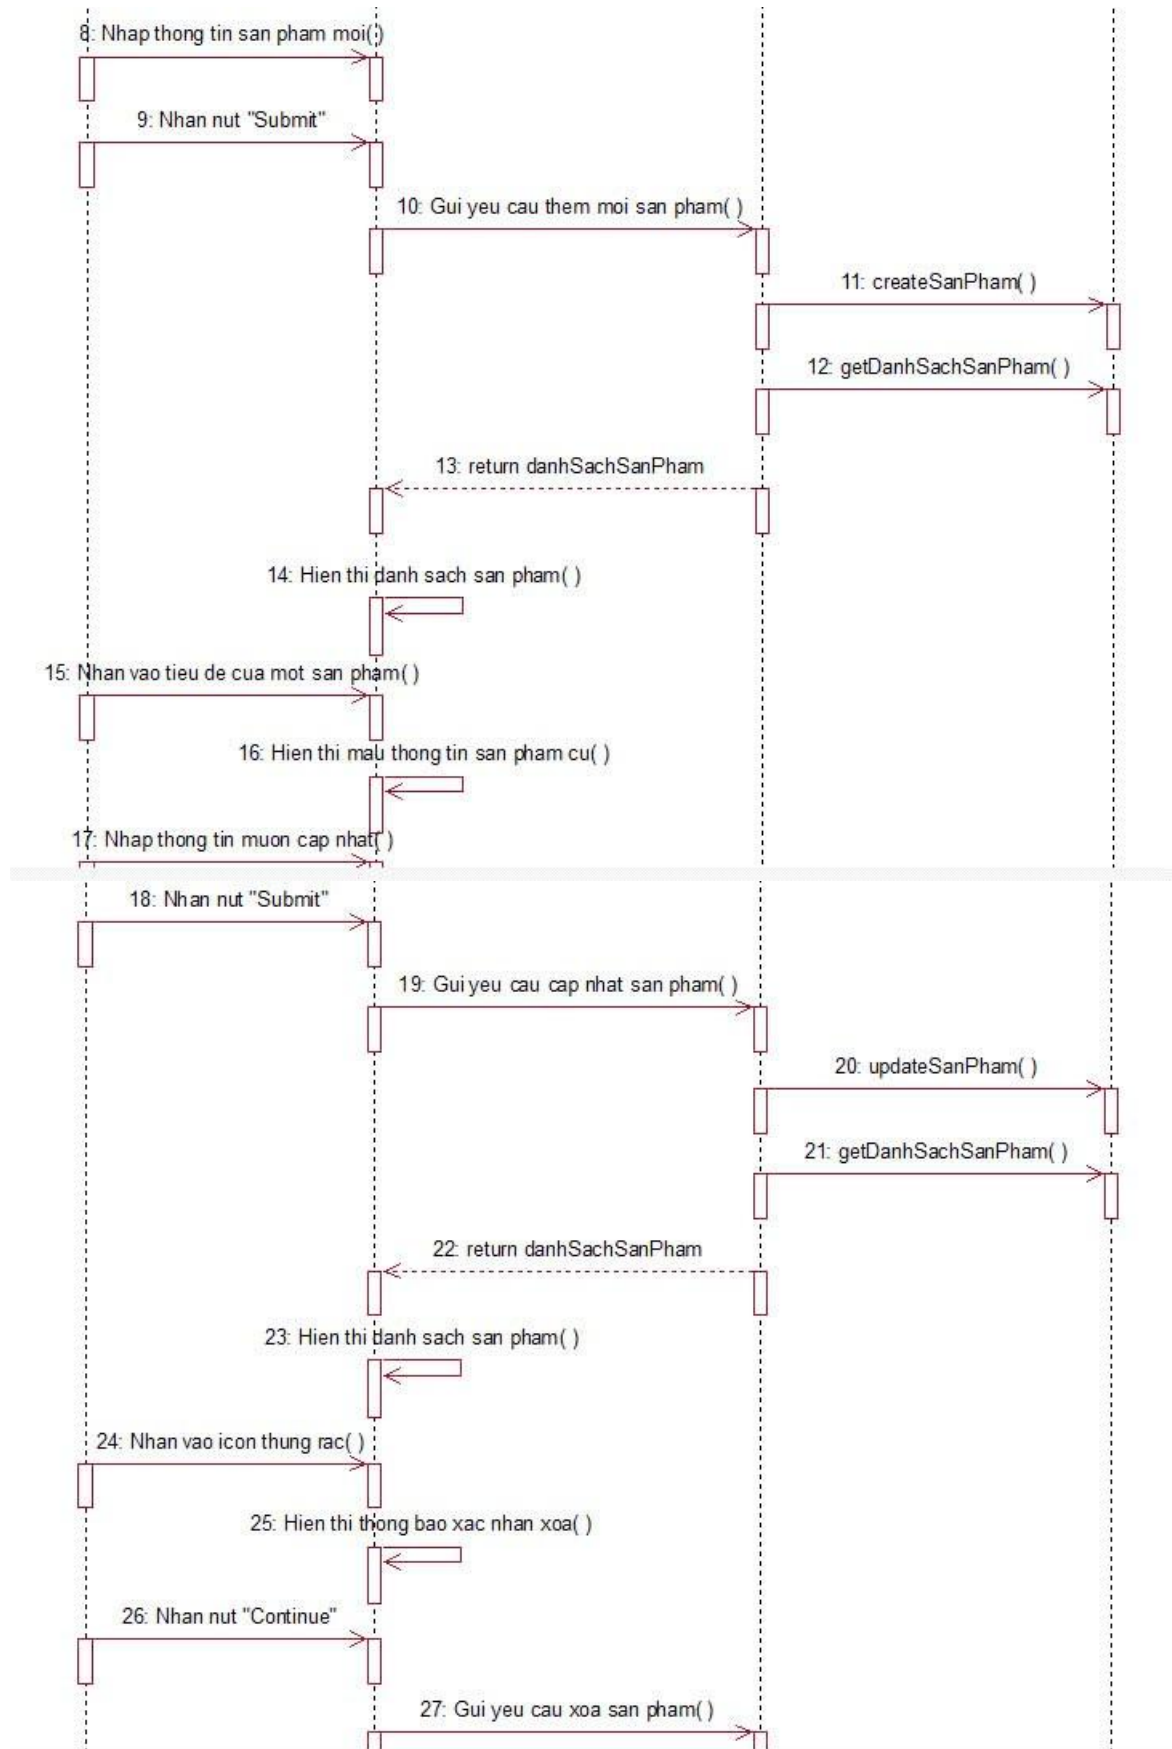 8: Nhap thong tin san pham moi( )
9: Nhan nut "Submit"
10: Gui yeu cau them moi san pham( )
11: createSanPham( )
12: getDanhSachSanPham( )
13: return danhSachSanPham
14: Hien thi danh sach san pham( )
15: Nhan vao tieu de cua mot san pham( )
16: Hien thi mau thong tin san pham cu( )
17: Nhap thong tin muon cap nhat( )
18: Nhan nut "Submit"
19: Gui yeu cau cap nhat san pham( )
20: updateSanPham( )
21: getDanhSachSanPham( )
22: return danhSachSanPham
23: Hien thi danh sach san pham( )
24: Nhan vao icon thung rac( )
25: Hien thi thong bao xac nhan xoa( )
26: Nhan nut "Continue"
27: Gui yeu cau xoa san pham( )